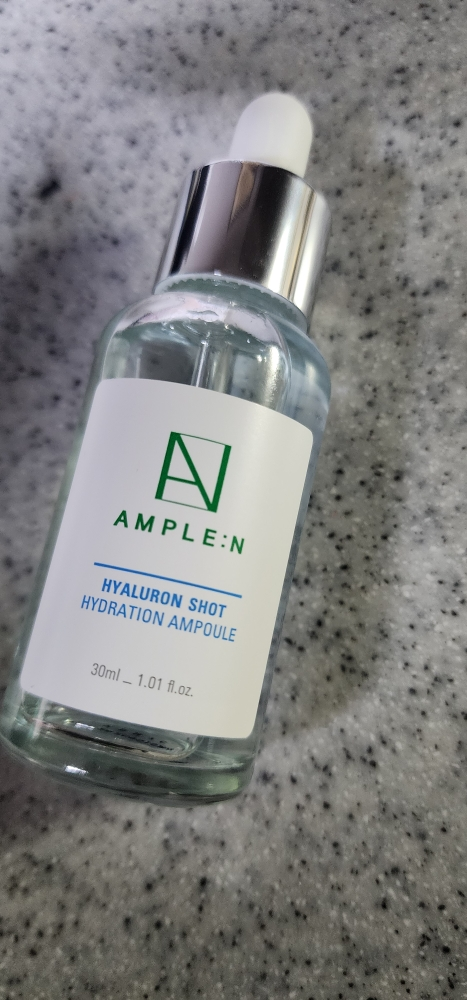 AN
AMPLE:N
HYALURON SHOT
HYDRATION AMPOULE
30ml _ 1.01 fl.oz.